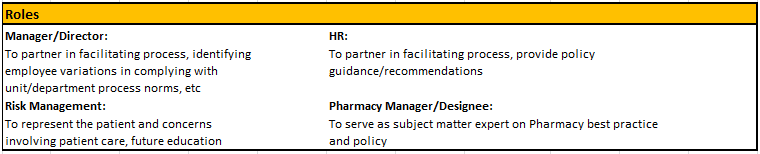 Roles
Manager/Director:
To partner in facilitating process, identifying
employee variations in complying with
unit/department process norms, etc
HR:
To partner in facilitating process, provide policy
guidance/recommendations
Risk Management:
To represent the patient and concerns
involving patient care, future education
Pharmacy Manager/Designee:
To serve as subject matter expert on Pharmacy best practice
and policy